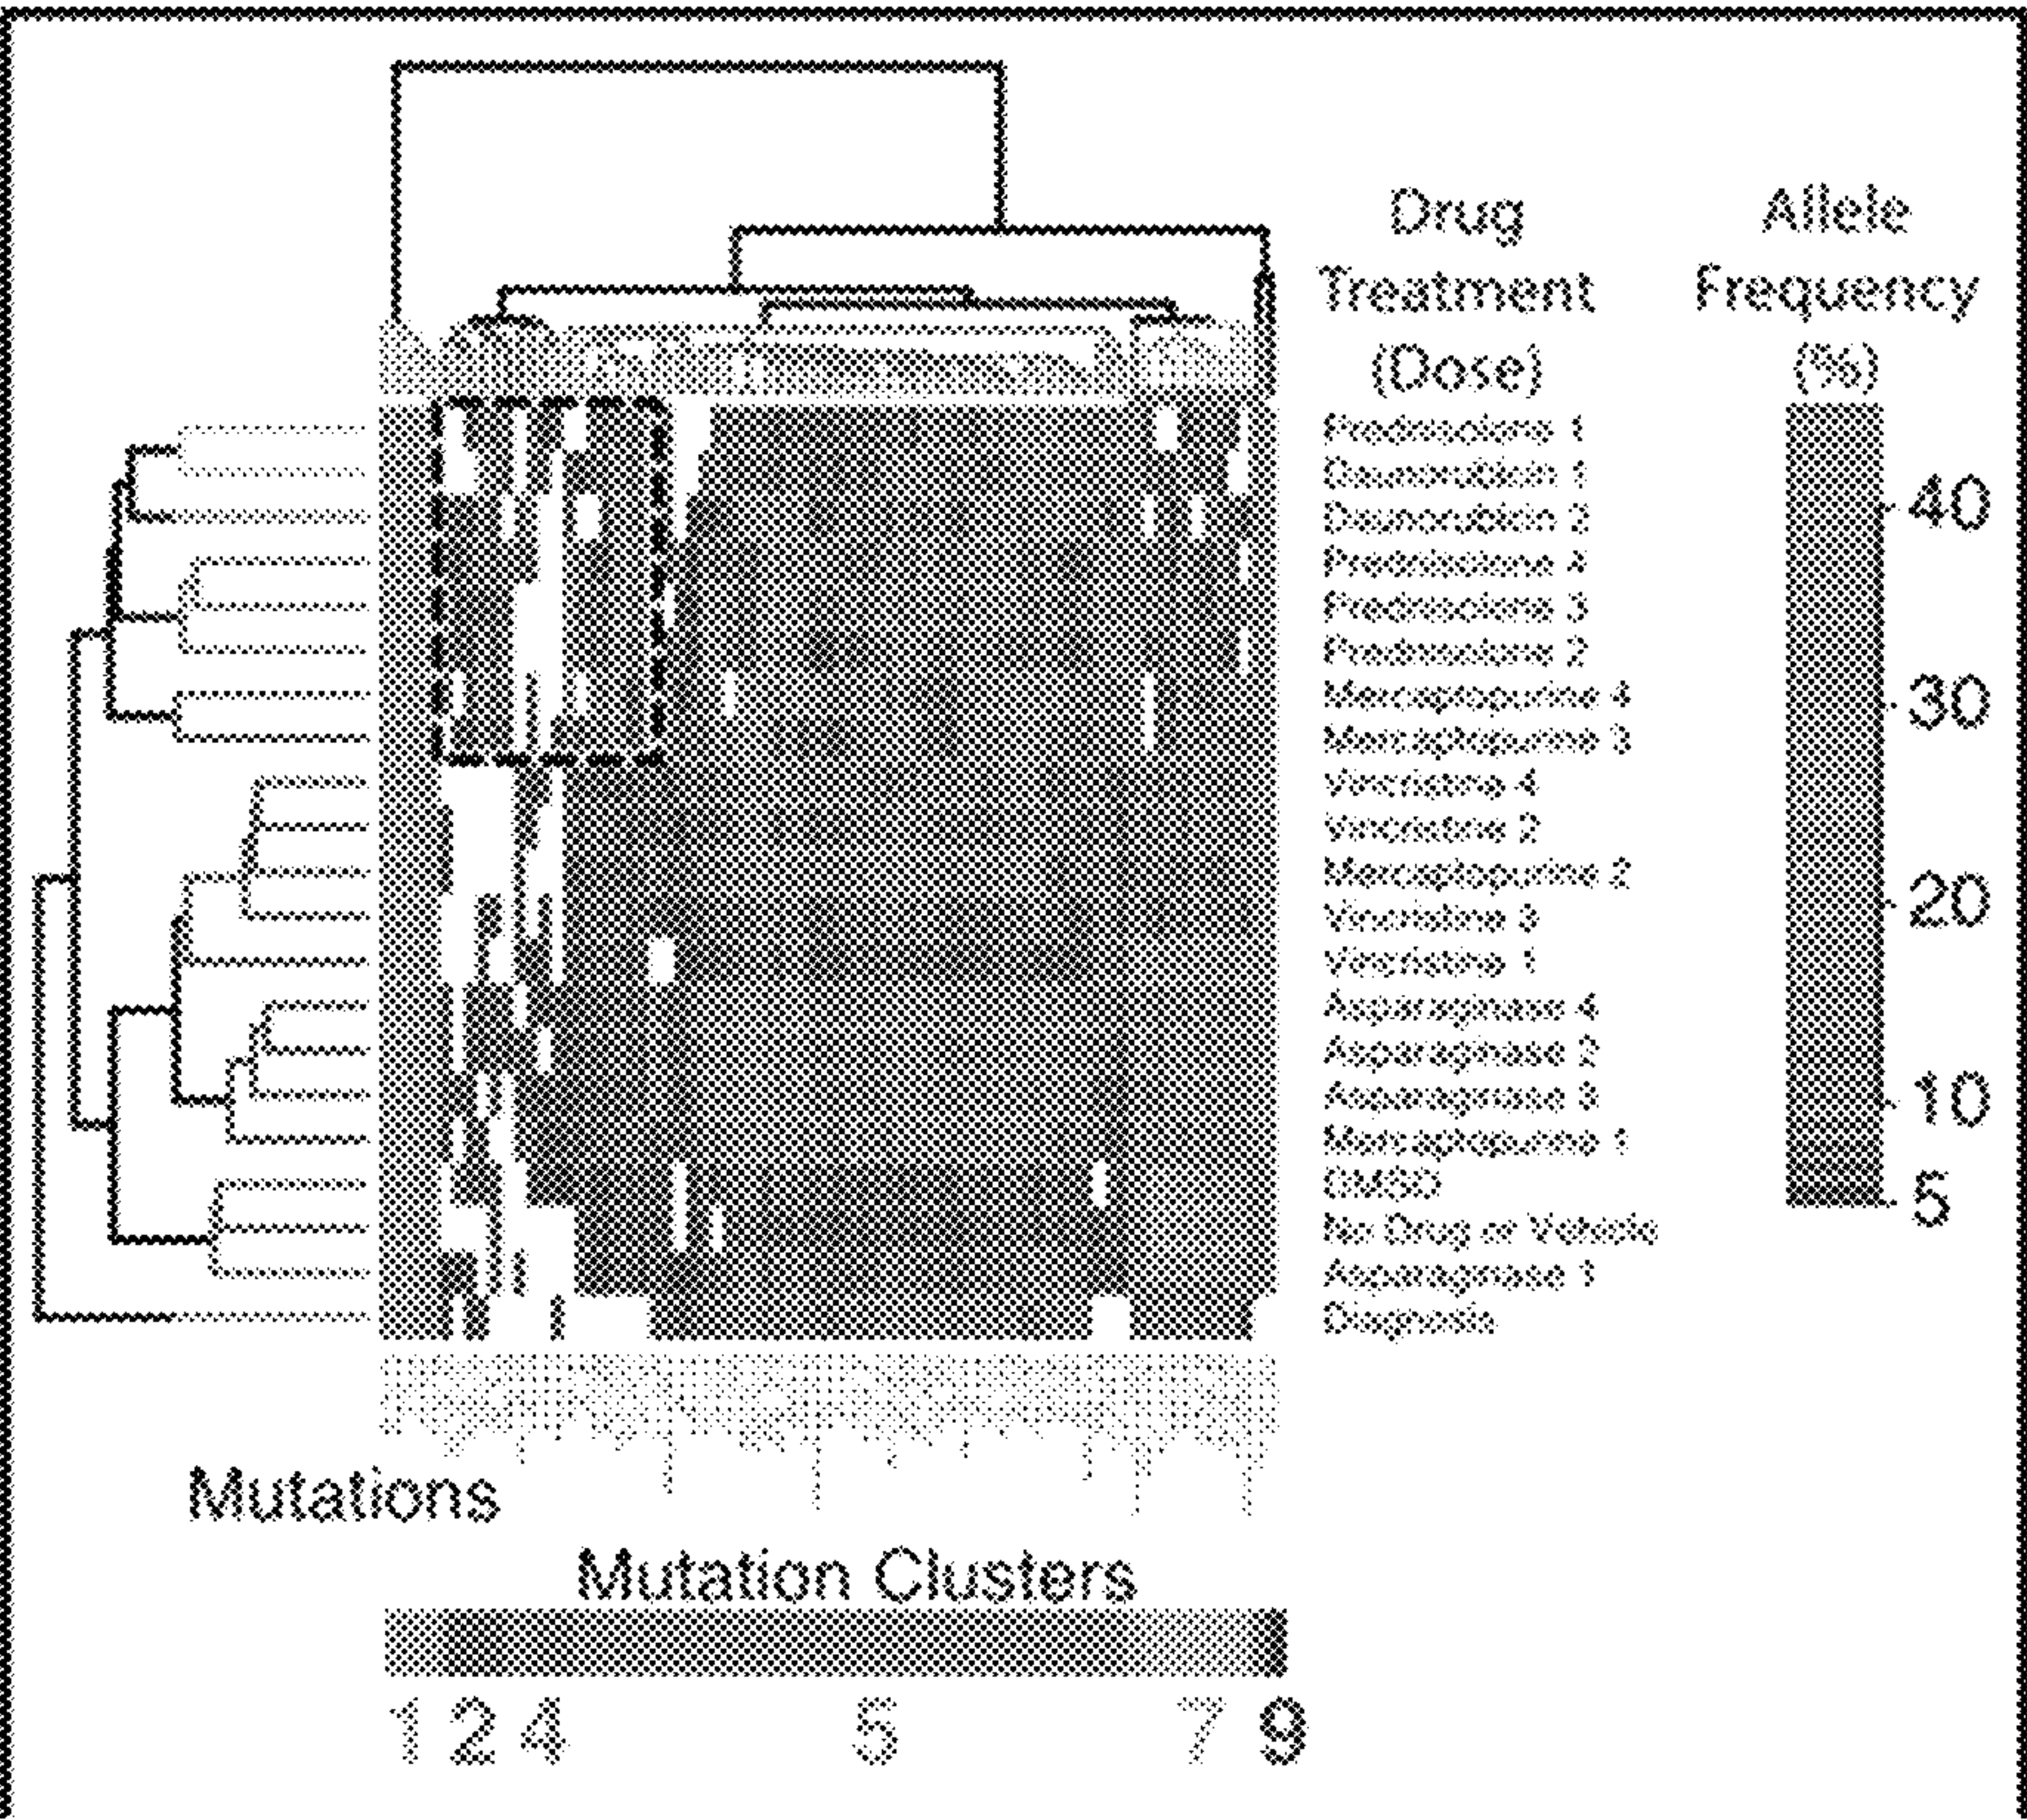 Drug
Treatment
(Dose)
Allele
Frequency
(%)
Prednisolone 1
Daunorubicin 1
Daunorubicin 2
Prednisolone 4
Prednisolone 3
Prednisolone 2
Mercaptopurine 4
Mercaptopurine 3
Vincristine 4
Vincristine 2
Mercaptopurine 2
Vincristine 3
Vincristine 1
Asparaginase 4
Asparaginase 2
Asparaginase 3
Mercaptopurine 1
DMSO
No Drug or Vehicle
Asparaginase 1
Diagnosis
40
30
20
10
5
Mutations
Mutation Clusters
1 2 4 5 7 9